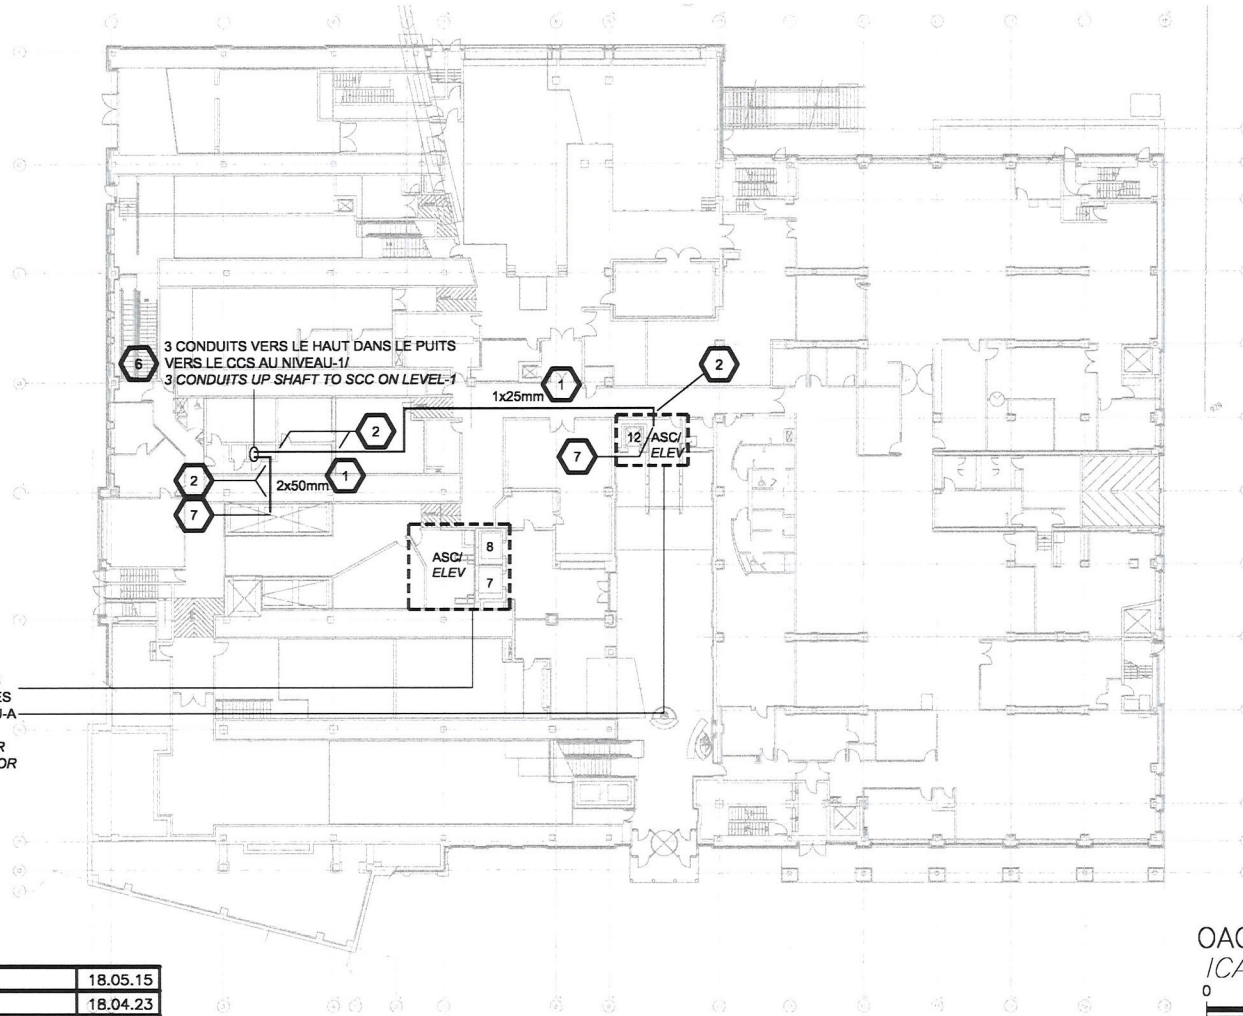 3 CONDUITS VERS LE HAUT DANS LE PUITS
VERS LE CCS AU NIVEAU-1/
3 CONDUITS UP SHAFT TO SCC ON LEVEL-1
6
2
1
1x25mm
2
12
ASC/
ELEV
7
2
1
2x50mm
7
ASC/
ELEV
8
7
ES
U-A
R
OR
18.05.15
18.04.23
OAC
ICA
0